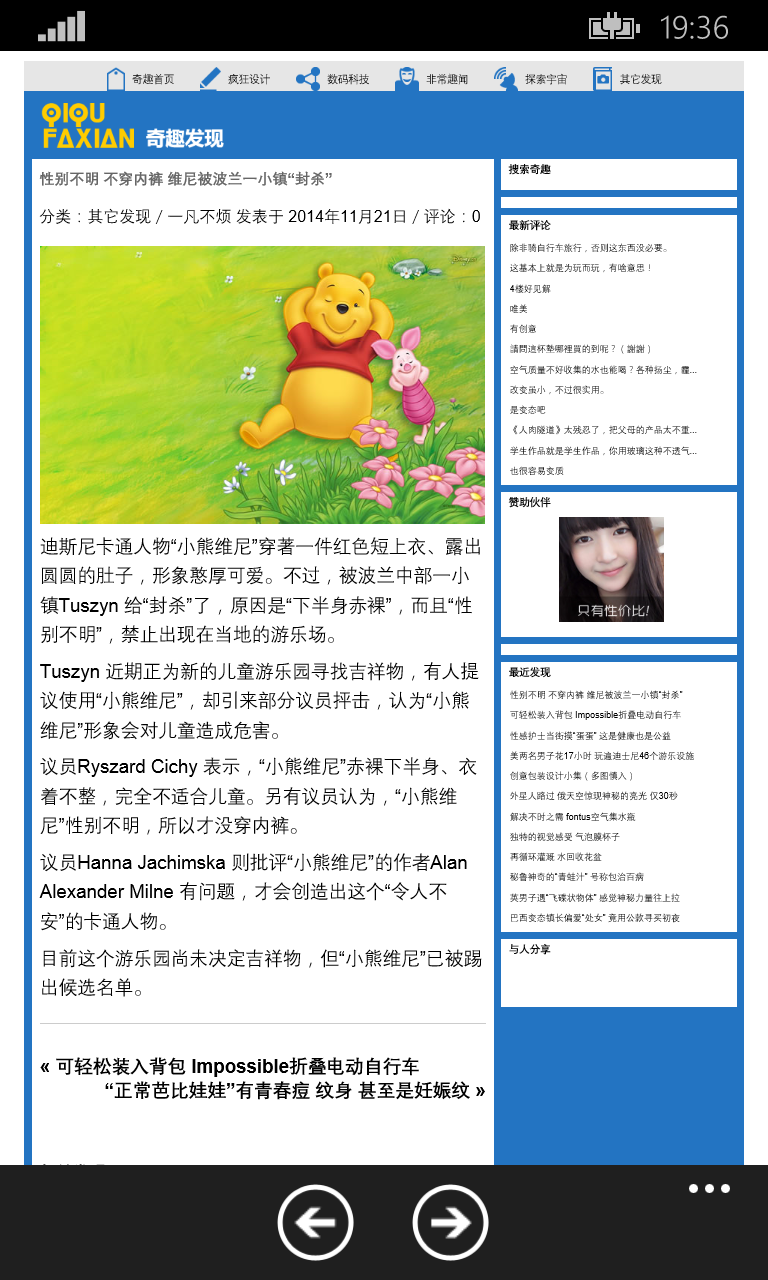 19:36
奇趣首页 疯狂设计 数码科技 非常趣闻 探索宇宙 其它发现
QIQU
FAXIAN 奇趣发现
性别不明 不穿内裤 维尼被波兰一小镇“封杀”
分类：其它发现 / 一凡不烦 发表于 2014年11月21日 / 评论：0
迪斯尼卡通人物“小熊维尼”穿著一件红色短上衣、露出
圆圆的肚子，形象憨厚可爱。不过，被波兰中部一小
镇Tuszyn 给“封杀”了，原因是“下半身赤裸”，而且“性
别不明”，禁止出现在当地的游乐场。
Tuszyn 近期正为新的儿童游乐园寻找吉祥物，有人提
议使用“小熊维尼”，却引来部分议员抨击，认为“小熊
维尼”形象会对儿童造成危害。
议员Ryszard Cichy 表示，“小熊维尼”赤裸下半身、衣
着不整，完全不适合儿童。另有议员认为，“小熊维
尼”性别不明，所以才没穿内裤。
议员Hanna Jachimska 则批评“小熊维尼”的作者Alan
Alexander Milne 有问题，才会创造出这个“令人不
安”的卡通人物。
目前这个游乐园尚未决定吉祥物，但“小熊维尼”已被踢
出候选名单。
« 可轻松装入背包 Impossible折叠电动自行车
“正常芭比娃娃”有青春痘 纹身 甚至是妊娠纹 »
搜索奇趣
最新评论
除非骑自行车旅行，否则这东西没必要。
这基本上就是为玩而玩，有啥意思！
4楼好见解
唯美
有创意
請問這杯墊哪裡買的到呢？（謝謝）
空气质量不好收集的水也能喝？各种扬尘，霾...
改变虽小，不过很实用。
是变态吧
《人肉隧道》太残忍了，把父母的产品太不重...
学生作品就是学生作品，你用玻璃这种不透气...
也很容易变质
赞助伙伴
只有性价比!
最近发现
性别不明 不穿内裤 维尼被波兰一小镇“封杀”
可轻松装入背包 Impossible折叠电动自行车
性感护士当街摸“蛋蛋” 这是健康也是公益
美两名男子花17小时 玩遍迪士尼46个游乐设施
创意包装设计小集（多图慎入）
外星人路过 俄天空惊现神秘的亮光 仅30秒
解决不时之需 fontus空气集水瓶
独特的视觉感受 气泡膜杯子
再循环灌溉 水回收花盆
秘鲁神奇的“青蛙汁” 号称包治百病
英男子遇“飞碟状物体” 感觉神秘力量往上拉
巴西变态镇长偏爱“处女” 竟用公款寻买初夜
与人分享